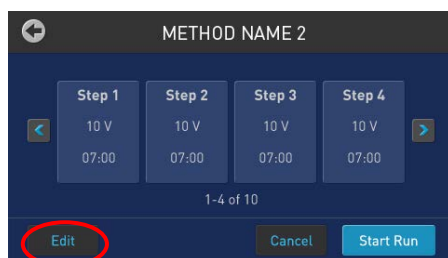 METHOD NAME 2
Step 1 Step 2 Step 3 Step 4
10 V 10 V 10 V 10 V
07:00 07:00 07:00 07:00
1-4 of 10
Edit Cancel Start Run